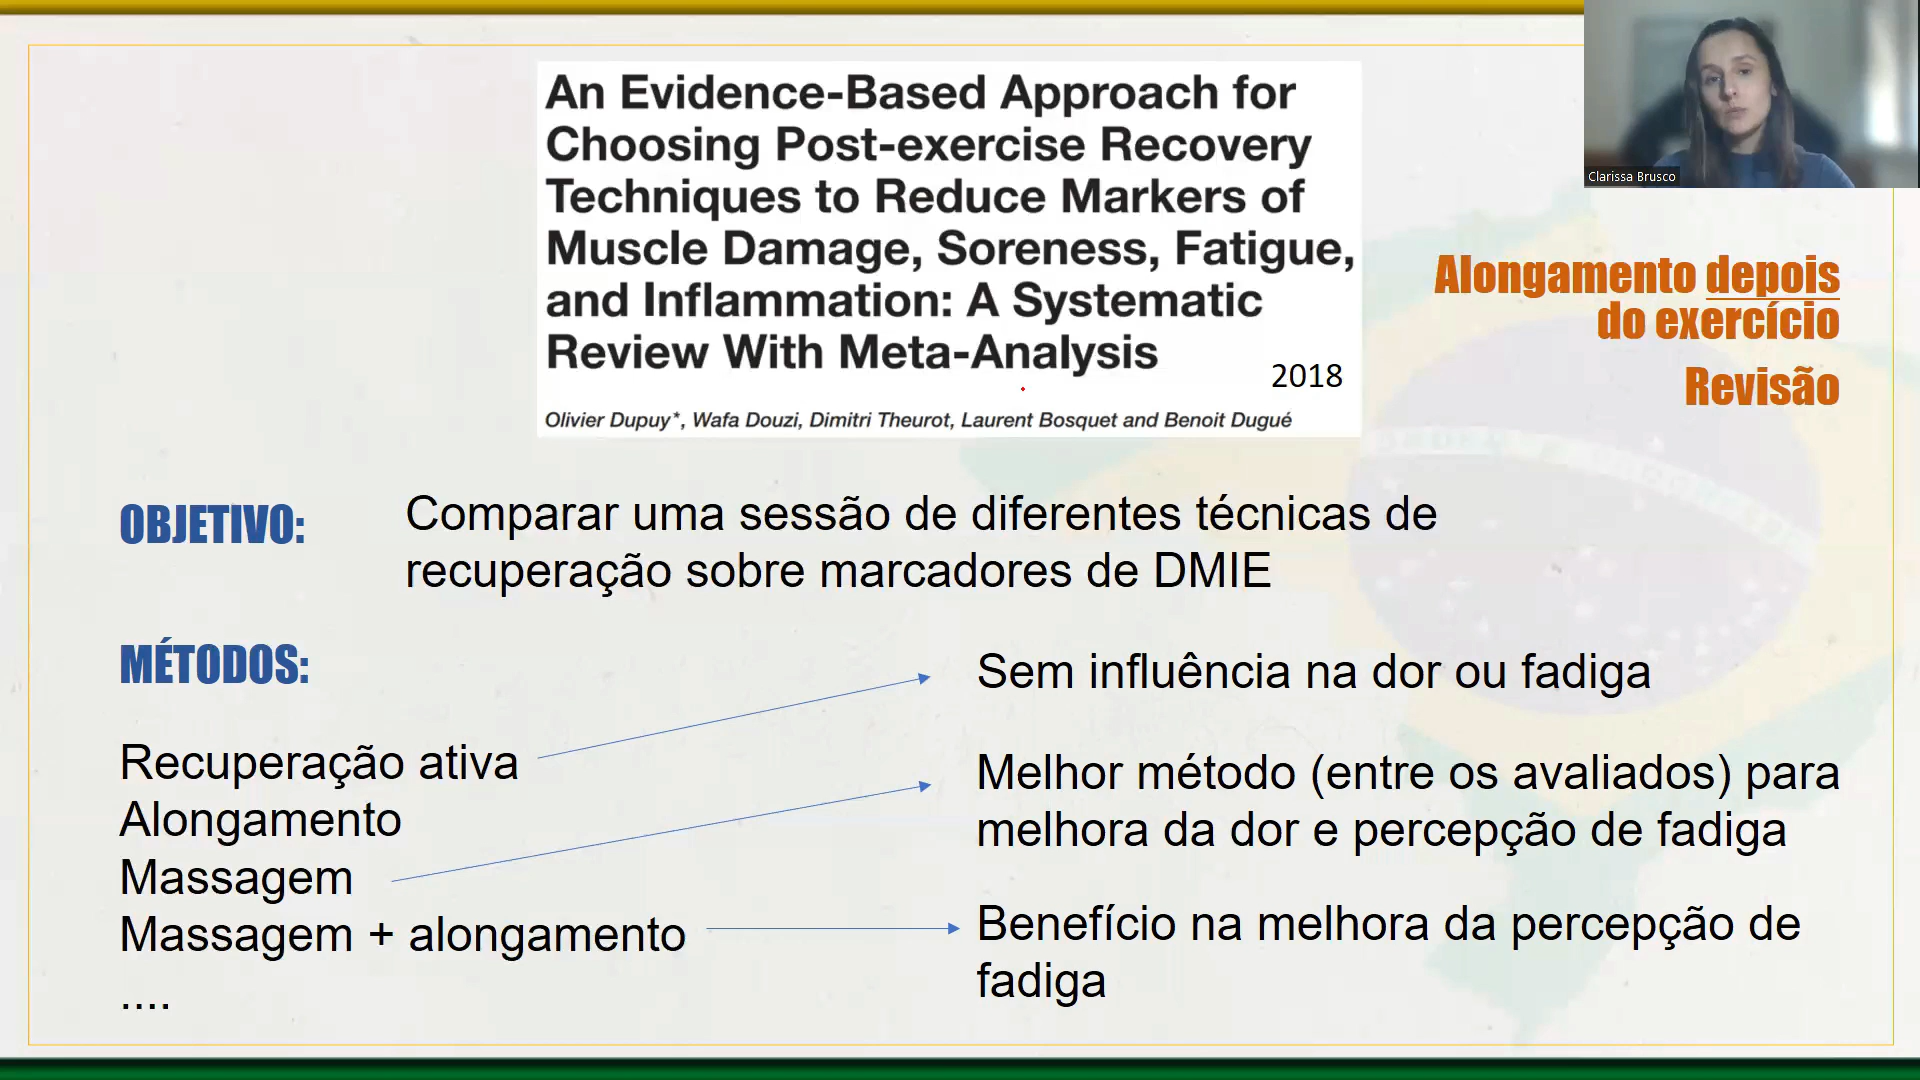 An Evidence-Based Approach for
Choosing Post-exercise Recovery
Techniques to Reduce Markers of
Muscle Damage, Soreness, Fatigue,
and Inflammation: A Systematic
Review With Meta-Analysis
2018
Olivier Dupuy*, Wafa Douzi, Dimitri Theurot, Laurent Bosquet and Benoit Dugué
Clarissa Brusco
Alongamento depois
do exercício
Revisão
OBJETIVO:
Comparar uma sessão de diferentes técnicas de
recuperação sobre marcadores de DMIE
MÉTODOS:
Recuperação ativa
Alongamento
Massagem
Massagem + alongamento
....
Sem influência na dor ou fadiga
Melhor método (entre os avaliados) para
melhora da dor e percepção de fadiga
Benefício na melhora da percepção de
fadiga